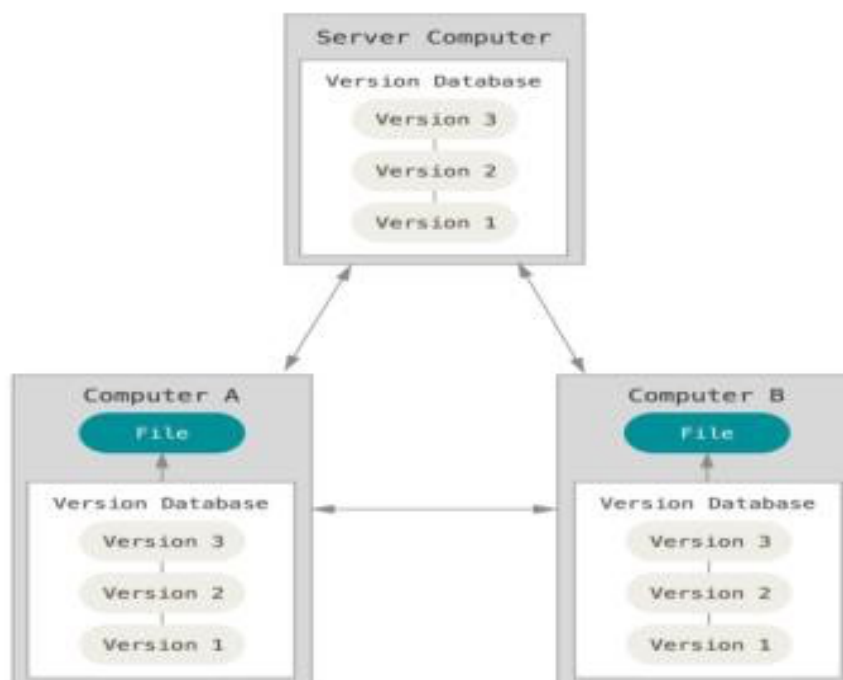 Server Computer
Version Database
Version 3
Version 2
Version 1
Computer A
File
Version Database
Version 3
Version 2
Version 1
Computer B
File
Version Database
Version 3
Version 2
Version 1